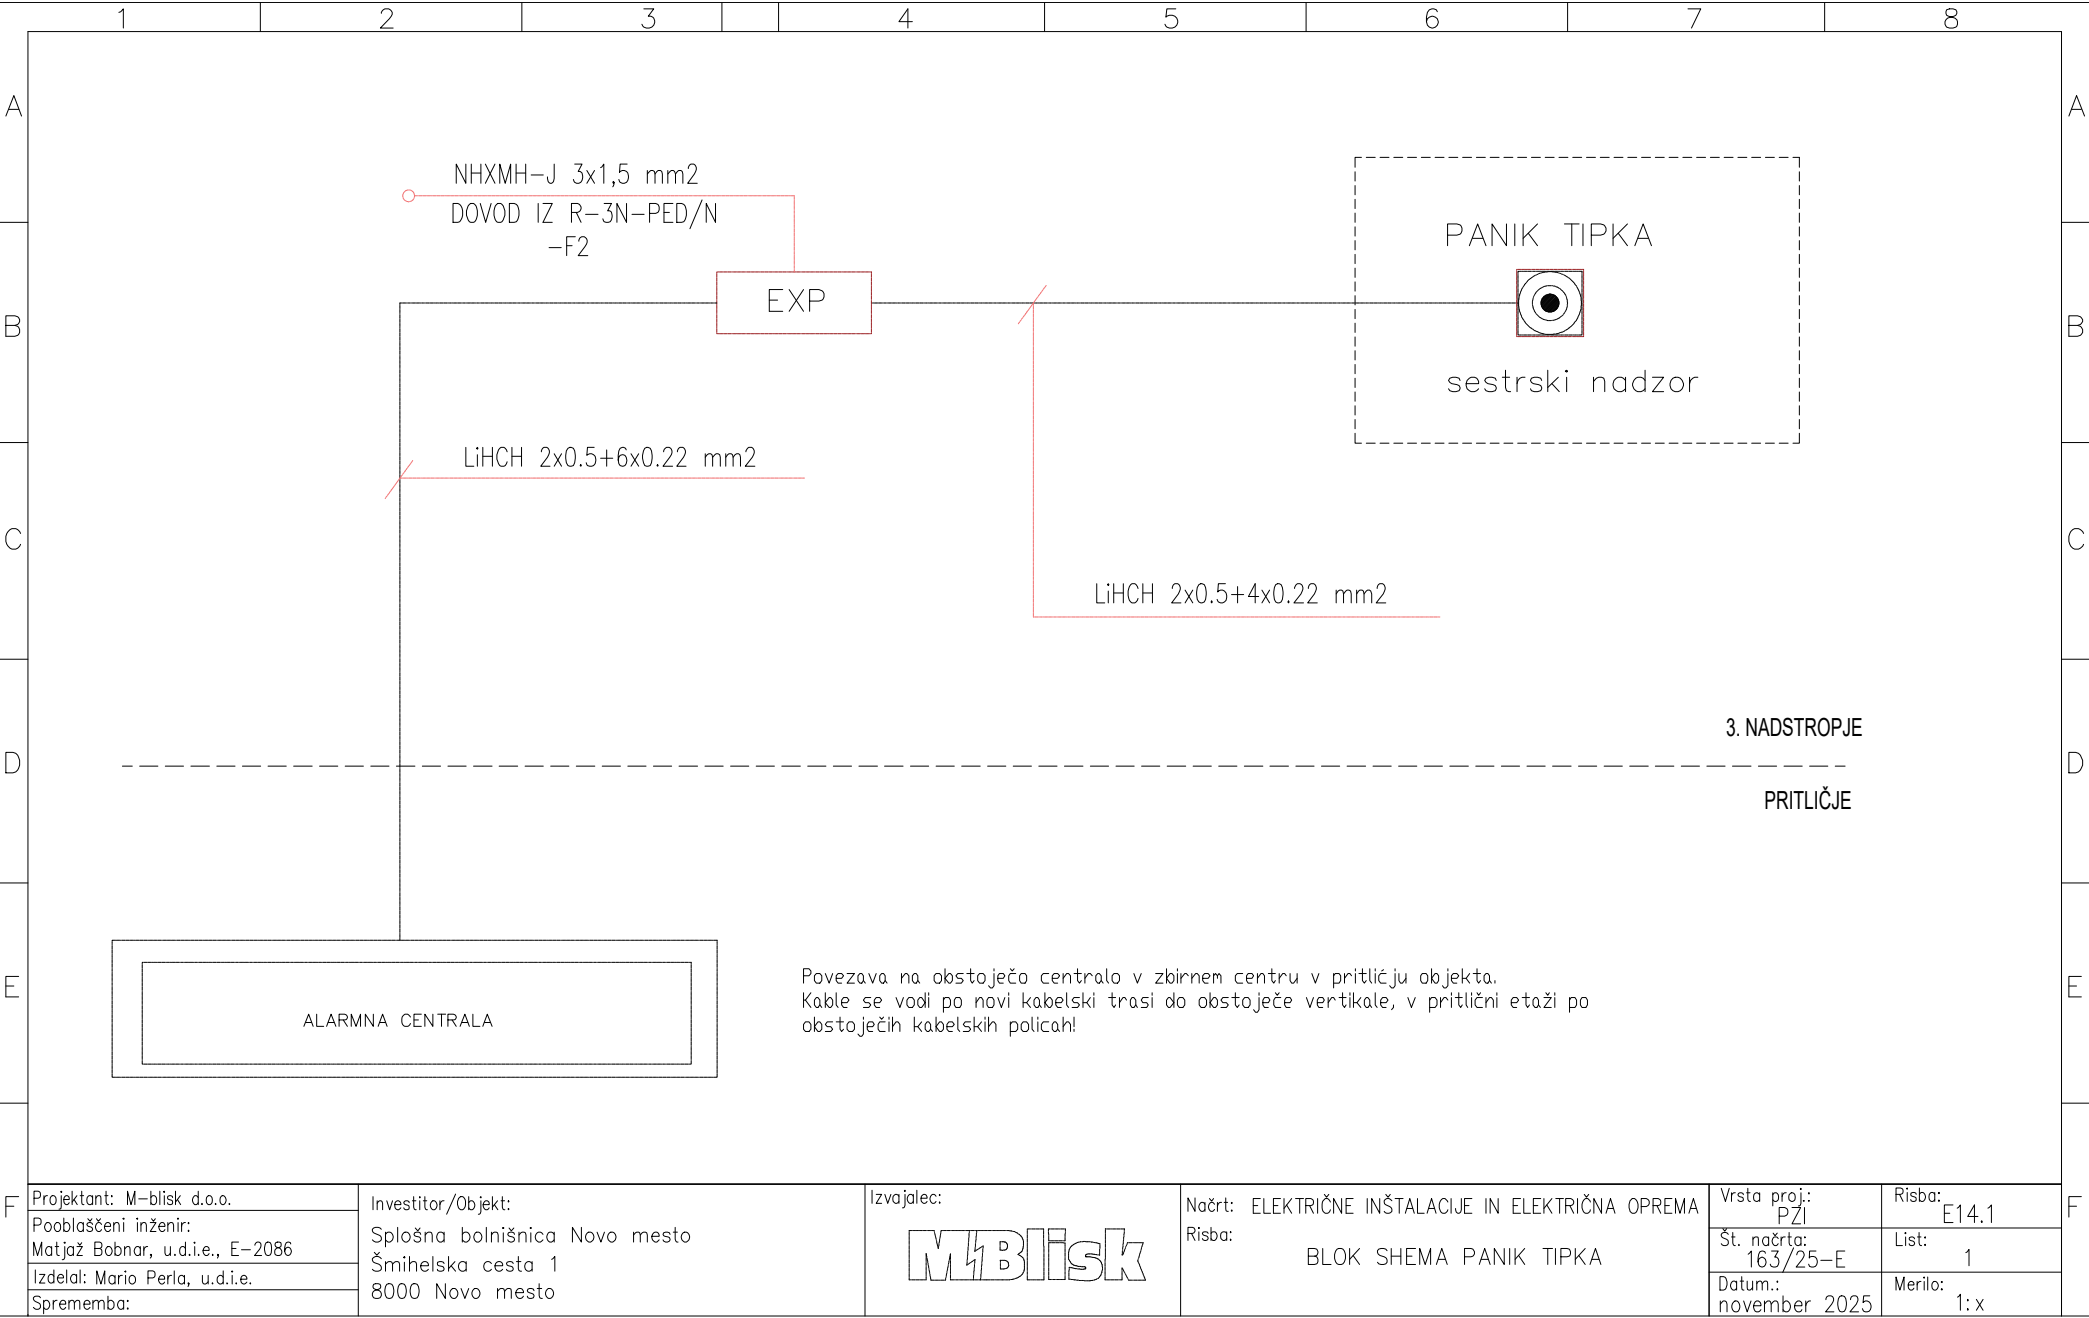 1 2 3 4 5 6 7 8
A A
NHXMH-J 3x1,5 mm2
DOVOD IZ R-3N-PED/N
-F2
PANIK TIPKA
EXP
B B
sestrski nadzor
LiHCH 2x0.5+6x0.22 mm2
C C
LiHCH 2x0.5+4x0.22 mm2
3. NADSTROPJE
D D
PRITLIČJE
E E
ALARMNA CENTRALA
Povezava na obstoječo centralo v zbirnem centru v pritlićju objekta.
Kable se vodi po novi kabelski trasi do obstoječe vertikale, v pritlični etaži po
obstoječih kabelskih policah!
F F
Projektant: M-blisk d.o.o.
Pooblaščeni inženir:
Matjaž Bobnar, u.d.i.e., E-2086
Izdelal: Mario Perla, u.d.i.e.
Sprememba:
Investitor/Objekt:
Splošna bolnišnica Novo mesto
Šmihelska cesta 1
8000 Novo mesto
Izvajalec:
M Blisk
Načrt: ELEKTRIČNE INŠTALACIJE IN ELEKTRIČNA OPREMA
Risba:
BLOK SHEMA PANIK TIPKA
Vrsta proj.:
PZI
Št. načrta:
163/25-E
Datum.:
november 2025
Risba:
E14.1
List:
1
Merilo:
1:x